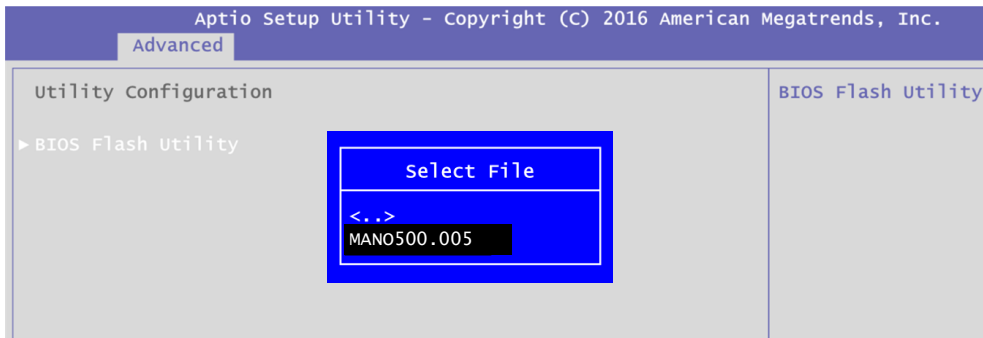 Aptio Setup Utility - Copyright (C) 2016 American Megatrends, Inc.
Advanced
Utility Configuration
BIOS Flash Utility
►BIOS Flash Utility
Select File
<..>
MANO500.005